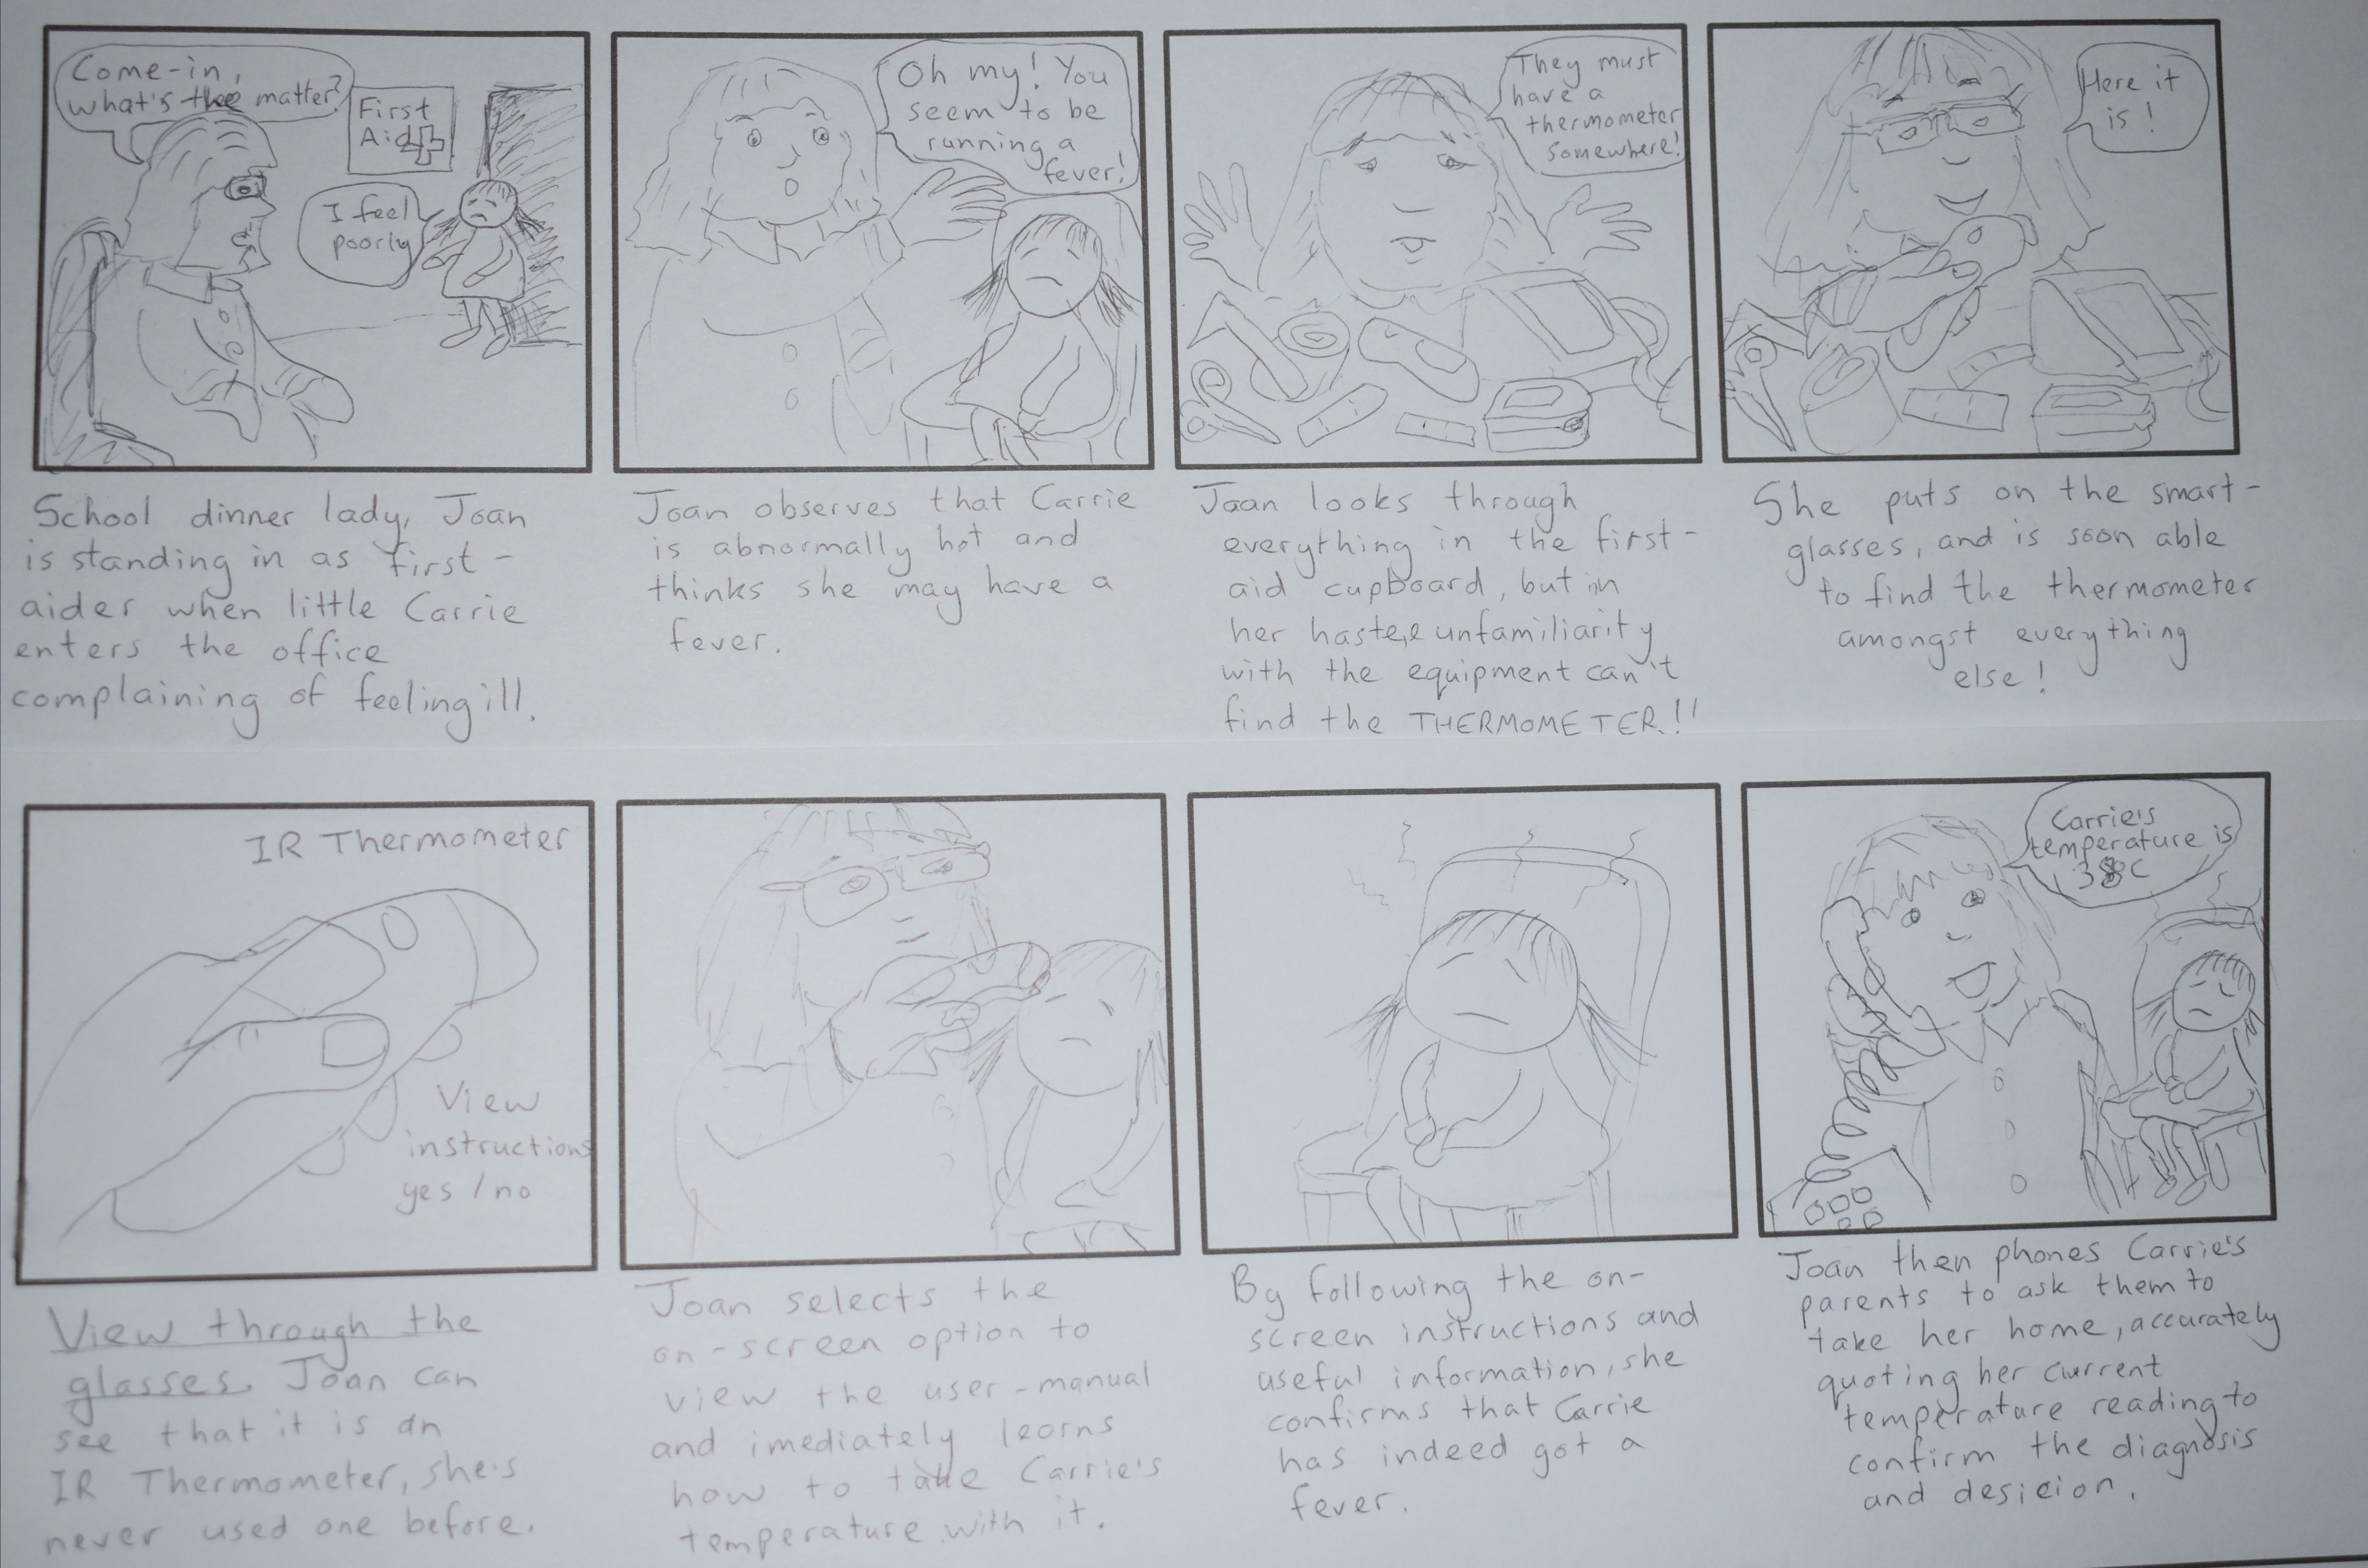 Come-in,
what's the matter?
First
Aid
I feel
poorly
School dinner lady, Joan
is standing in as first-
aider when little Carrie
enters the office
complaining of feeling ill.
Oh my! You
seem to be
running a
fever!
Joan observes that Carrie
is abnormally hot and
thinks she may have a
fever.
They must
have a
thermometer
somewhere!
Joan looks through
everything in the first-
aid cupboard, but in
her haste, unfamiliarity
with the equipment can't
find the THERMOMETER!!
Here it
is!
She puts on the smart-
glasses, and is soon able
to find the thermometer
amongst everything
else!
IR Thermometer
View
instructions
yes / no
View through the
glasses. Joan can
see that it is an
IR Thermometer, she's
never used one before.
Joan selects the
on-screen option to
view the user-manual
and imediately learns
how to take Carrie's
temperature with it.
By following the on-
screen instructions and
useful information, she
confirms that Carrie
has indeed got a
fever.
Carrie's
temperature is
38°C
Joan then phones Carrie's
parents to ask them to
take her home, accurately
quoting her current
temperature reading to
confirm the diagnosis
and desicion.